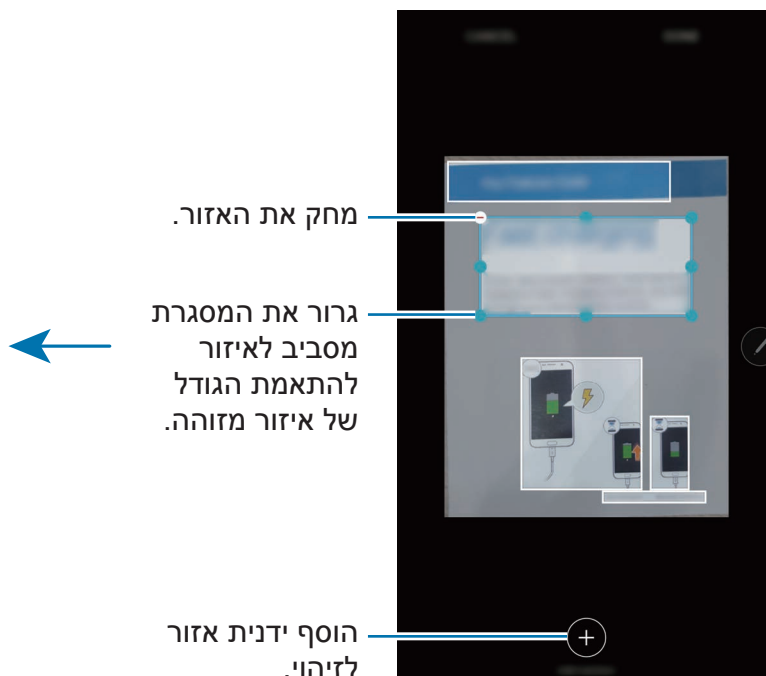 מחק את האזור.
גרור את המסגרת
מסביב לאיזור
להתאמת הגודל
של איזור מזוהה.
הוסף ידנית אזור
לזיהוי.